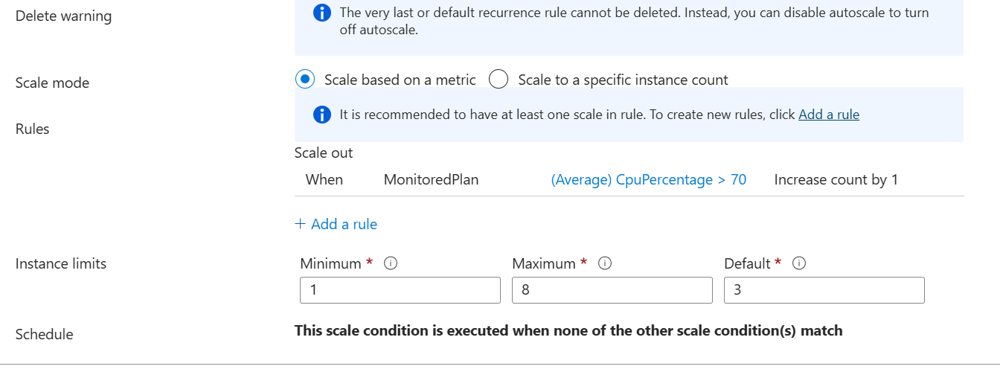 Delete warning
The very last or default recurrence rule cannot be deleted. Instead, you can disable autoscale to turn
off autoscale.
Scale mode
Scale based on a metric
Scale to a specific instance count
Rules
It is recommended to have at least one scale in rule. To create new rules, click Add a rule
Scale out
When MonitoredPlan (Average) CpuPercentage > 70 Increase count by 1
+ Add a rule
Instance limits
Minimum * Maximum * Default *
1 8 3
Schedule
This scale condition is executed when none of the other scale condition(s) match